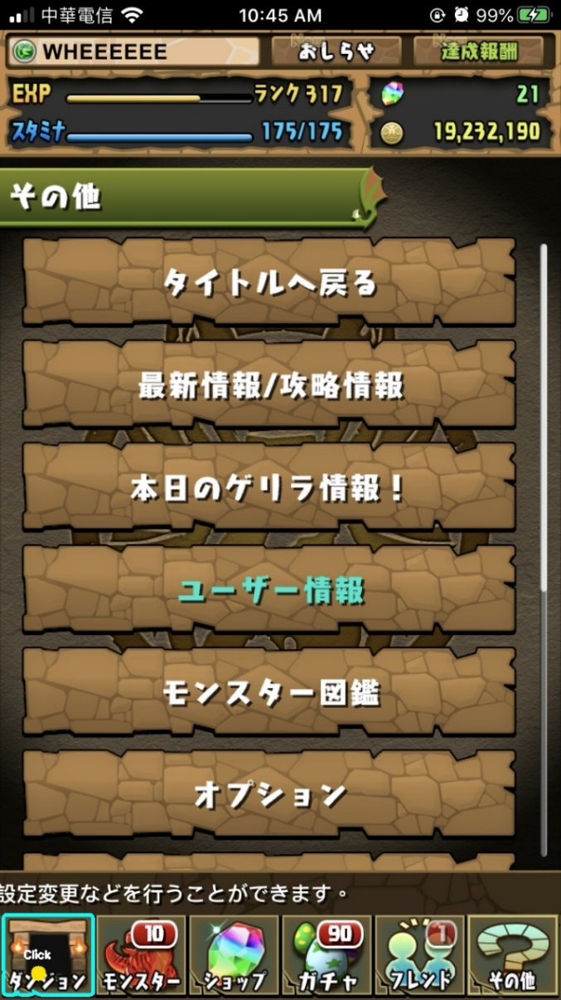 中華電信 10:45 AM 99%
WHEEEEEE おしらせ 達成報酬
EXP ランク 317 21
スタミナ 175/175 19,232,190
その他
タイトルへ戻る
最新情報/攻略情報
本日のゲリラ情報！
ユーザー情報
モンスター図鑑
オプション
設定変更などを行うことができます。
10 90 1
Click
ダンジョン モンスター ショップ ガチャ フレンド その他